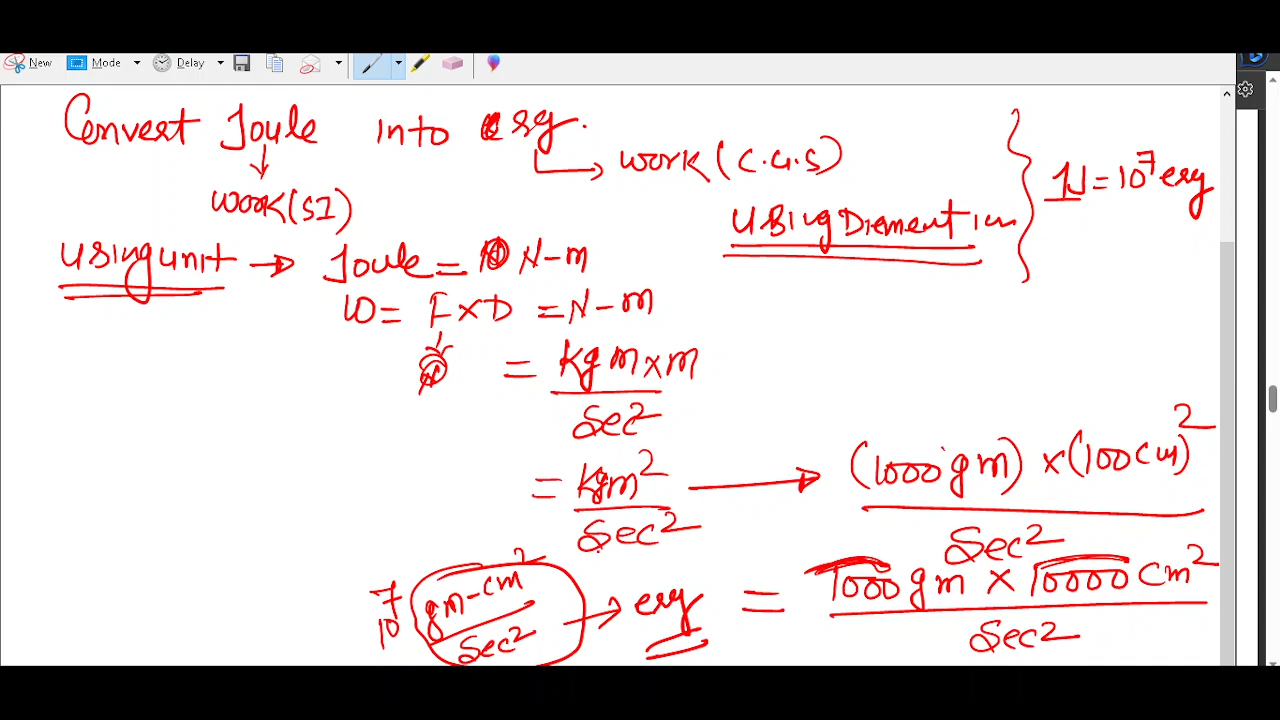 New Mode Delay
Convert Joule into erg.
work (SI)
work (C.G.S)
1J = 10⁷ erg
using Diemention
using unit → Joule = N-m
W = F × D = N-m
= kg m × m / Sec²
= kgm² / Sec² → (1000 gm) × (100 cm)² / Sec²
= 1000 gm × 10000 cm² / Sec²
10⁷ gm-cm² / Sec² → erg